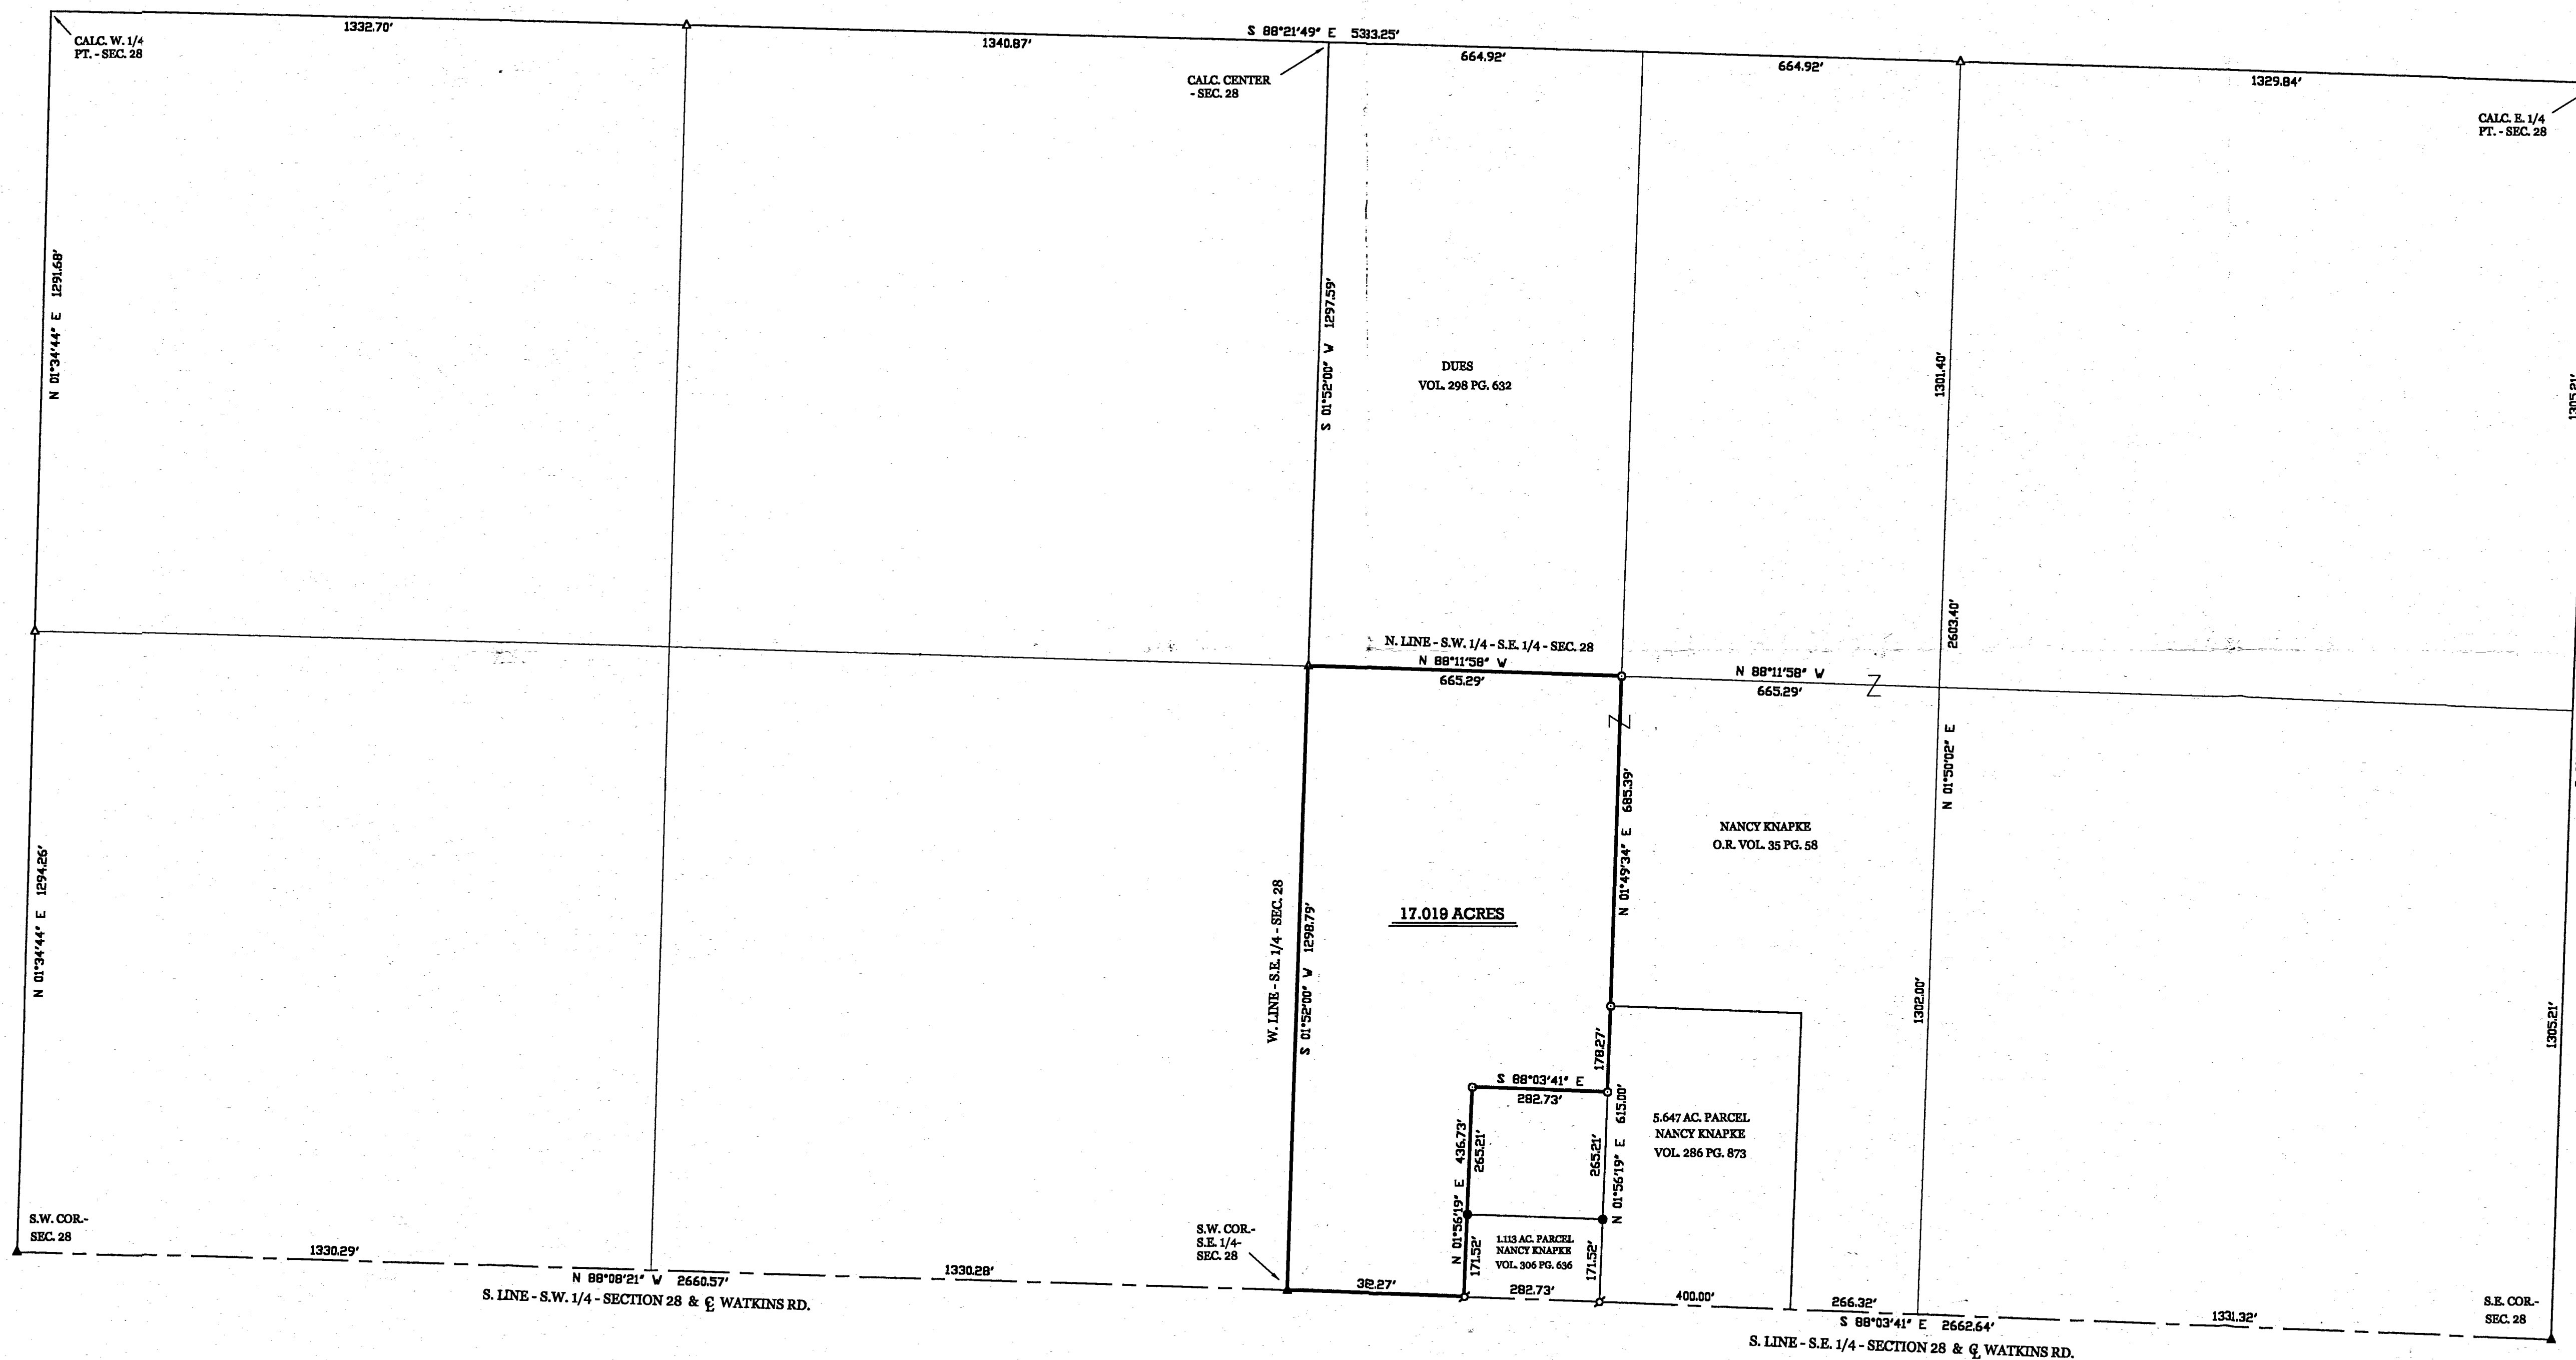 S 88°21'49" E 5333.25'
1332.70'
1340.87'
664.92'
664.92'
1329.84'
CALC. W. 1/4
PT. - SEC. 28
CALC. CENTER
- SEC. 28
CALC. E. 1/4
PT. - SEC. 28
N 01°34'44" E 1291.68'
S 01°52'00" W 1297.59'
DUES
VOL. 298 PG. 632
1301.40'
1305.21'
2603.40'
N. LINE - S.W. 1/4 - S.E. 1/4 - SEC. 28
N 88°11'58" W
665.29'
N 88°11'58" W
665.29'
N 01°50'02" E
N 01°34'44" E 1294.26'
W. LINE - S.E. 1/4 - SEC. 28
S 01°52'00" W 1298.79'
17.019 ACRES
N 01°49'34" E 685.39'
NANCY KNAPKE
O.R. VOL. 35 PG. 58
1302.00'
1305.21'
178.27'
S 88°03'41" E
282.73'
N 01°56'19" E 436.73'
265.21'
265.21'
N 01°56'19" E 615.00'
5.647 AC. PARCEL
NANCY KNAPKE
VOL. 286 PG. 873
171.52'
1.113 AC. PARCEL
NANCY KNAPKE
VOL. 306 PG. 636
171.52'
S.W. COR.-
SEC. 28
S.W. COR.-
S.E. 1/4-
SEC. 28
S.E. COR.-
SEC. 28
1330.29'
N 88°08'21" W 2660.57'
1330.28'
S. LINE - S.W. 1/4 - SECTION 28 & ℄ WATKINS RD.
282.73'
400.00'
266.32'
S 88°03'41" E 2662.64'
1331.32'
S. LINE - S.E. 1/4 - SECTION 28 & ℄ WATKINS RD.